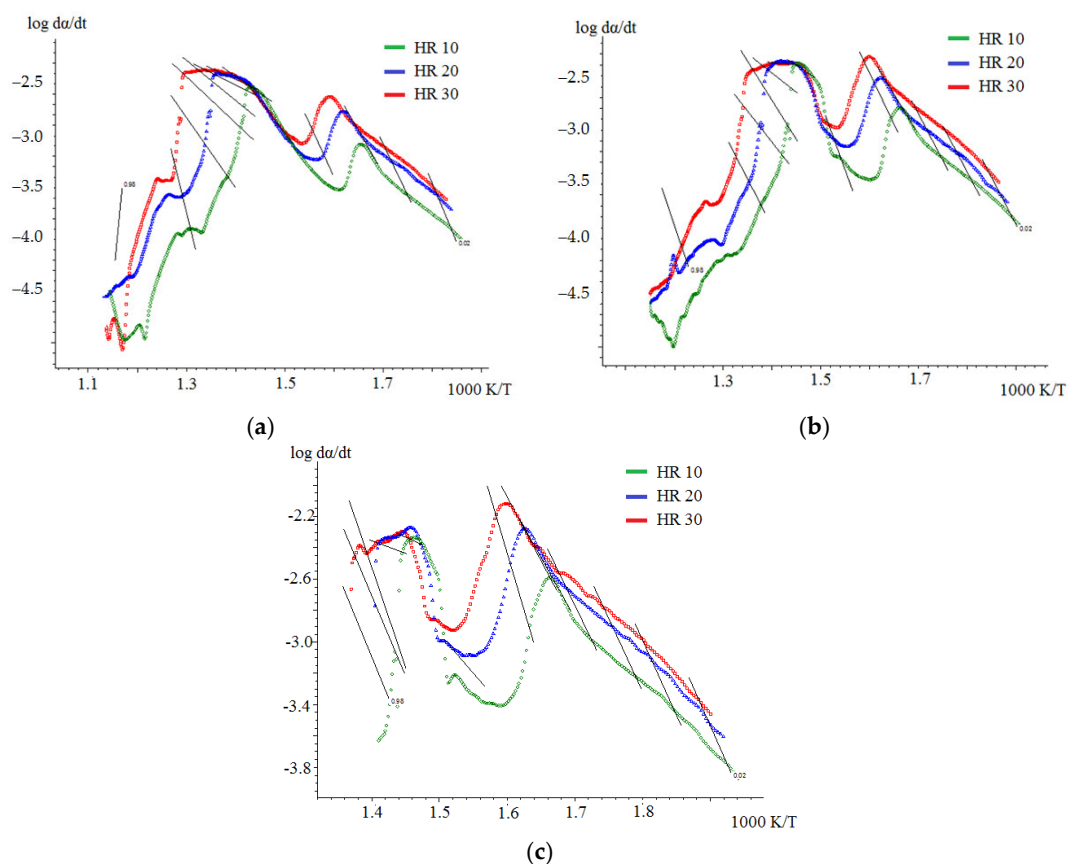 log dα/dt
HR 10
HR 20
HR 30
−2.5
−3.0
−3.5
−4.0
−4.5
0.98
0.02
1.1 1.3 1.5 1.7 1000 K/T
(a)
log dα/dt
HR 10
HR 20
HR 30
−2.5
−3.0
−3.5
−4.0
−4.5
0.98
0.02
1.3 1.5 1.7 1000 K/T
(b)
log dα/dt
HR 10
HR 20
HR 30
-2.2
-2.6
-3.0
-3.4
-3.8
0.98
0.02
1.4 1.5 1.6 1.7 1.8 1000 K/T
(c)